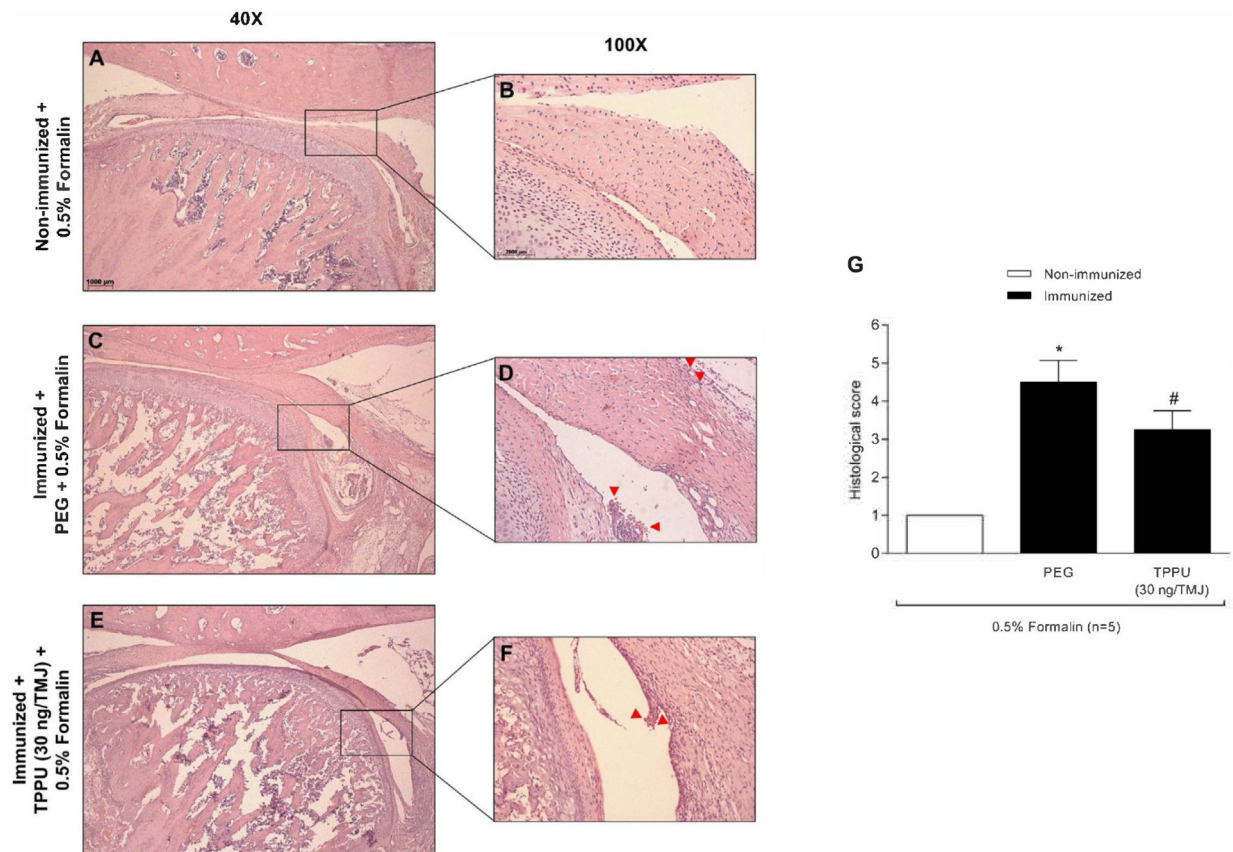 40X
100X
Non-immunized +
0.5% Formalin
A
1000 µm
B
Immunized +
PEG + 0.5% Formalin
C
D
Immunized +
TPPU (30 ng/TMJ) +
0.5% Formalin
E
F
G
Non-immunized
Immunized
Histological score
6
5
4
3
2
1
0
*
#
PEG
TPPU
(30 ng/TMJ)
0.5% Formalin (n=5)